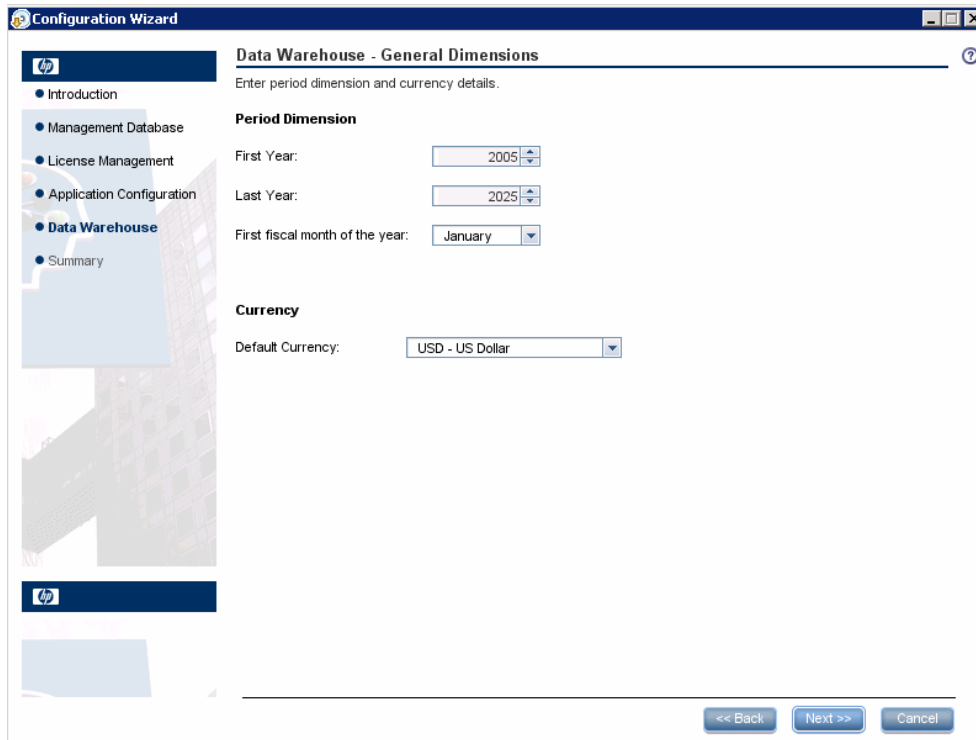 Configuration Wizard
hp
Introduction
Management Database
License Management
Application Configuration
Data Warehouse
Summary
hp
Data Warehouse - General Dimensions
?
Enter period dimension and currency details.
Period Dimension
First Year: 2005
Last Year: 2025
First fiscal month of the year: January
Currency
Default Currency: USD - US Dollar
<< Back Next >> Cancel